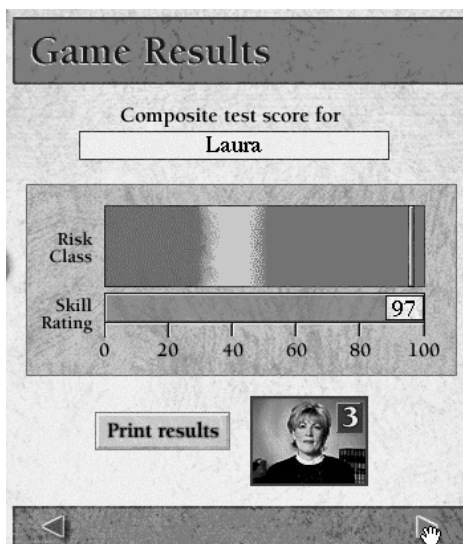 Game Results
Composite test score for
Laura
Risk
Class
Skill
Rating
97
0 20 40 60 80 100
Print results
3